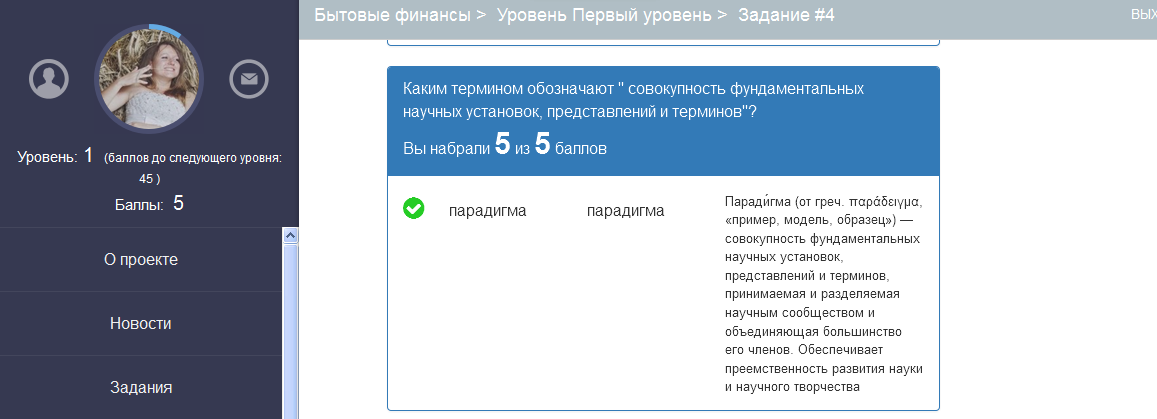 Бытовые финансы > Уровень Первый уровень > Задание #4
ВЫХ
Уровень: 1 (баллов до следующего уровня:
45 )
Баллы: 5
О проекте
Новости
Задания
Каким термином обозначают " совокупность фундаментальных
научных установок, представлений и терминов"?
Вы набрали 5 из 5 баллов
парадигма парадигма
Паради́гма (от греч. παράδειγμα,
«пример, модель, образец») —
совокупность фундаментальных
научных установок,
представлений и терминов,
принимаемая и разделяемая
научным сообществом и
объединяющая большинство
его членов. Обеспечивает
преемственность развития науки
и научного творчества